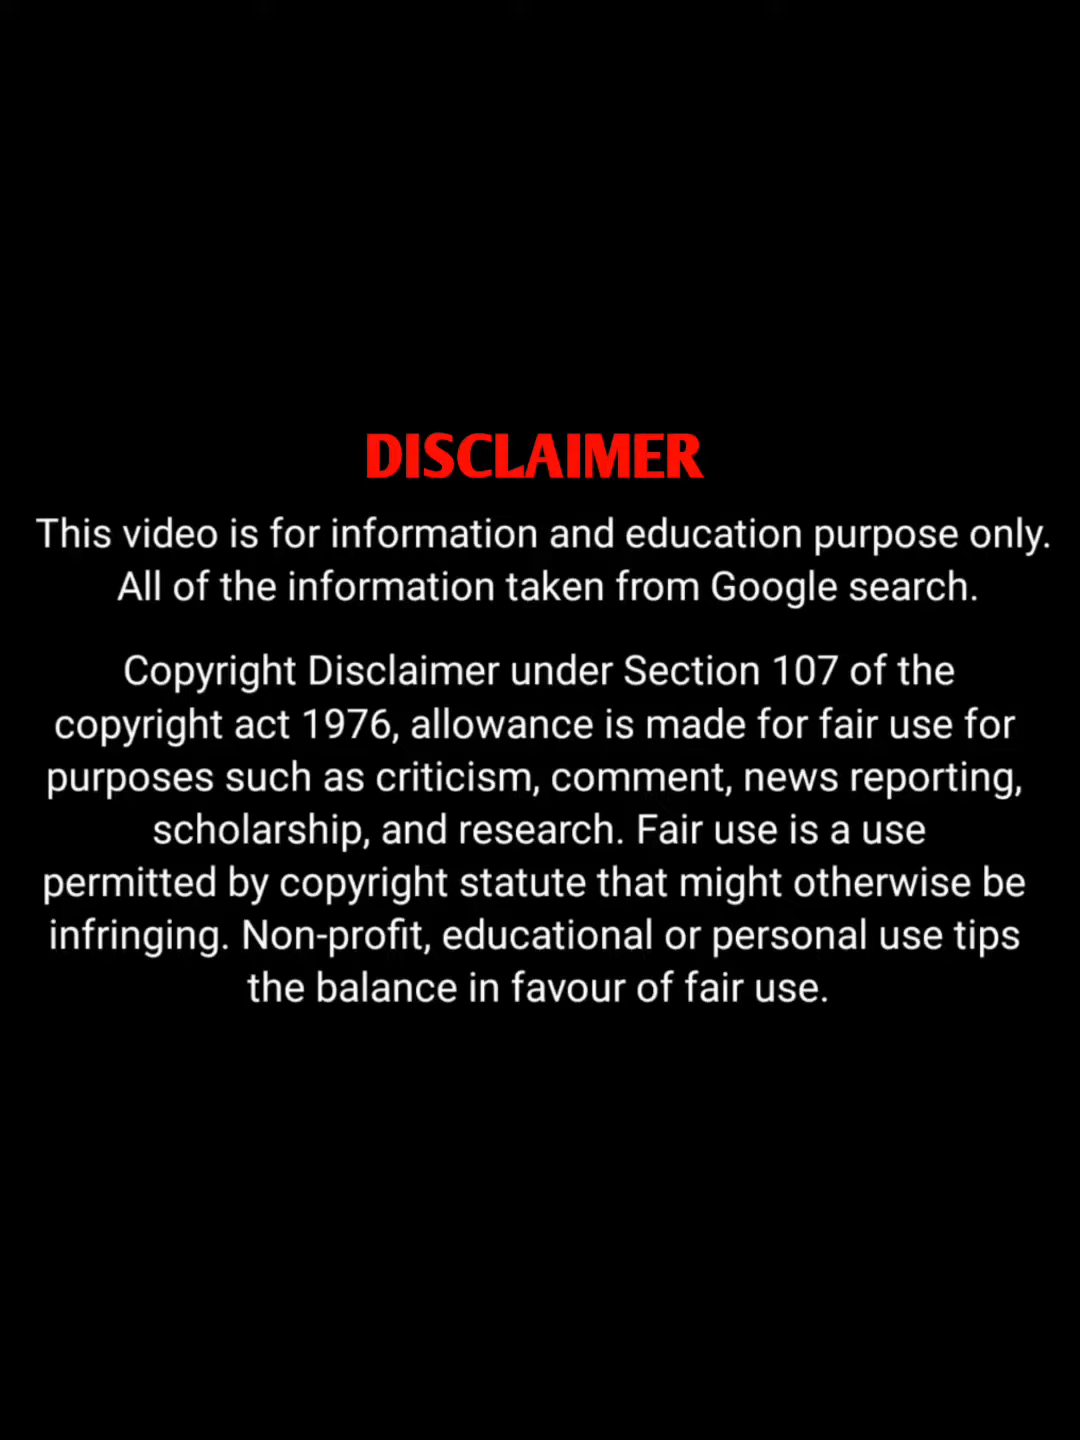 DISCLAIMER
This video is for information and education purpose only.
All of the information taken from Google search.
Copyright Disclaimer under Section 107 of the
copyright act 1976, allowance is made for fair use for
purposes such as criticism, comment, news reporting,
scholarship, and research. Fair use is a use
permitted by copyright statute that might otherwise be
infringing. Non-profit, educational or personal use tips
the balance in favour of fair use.